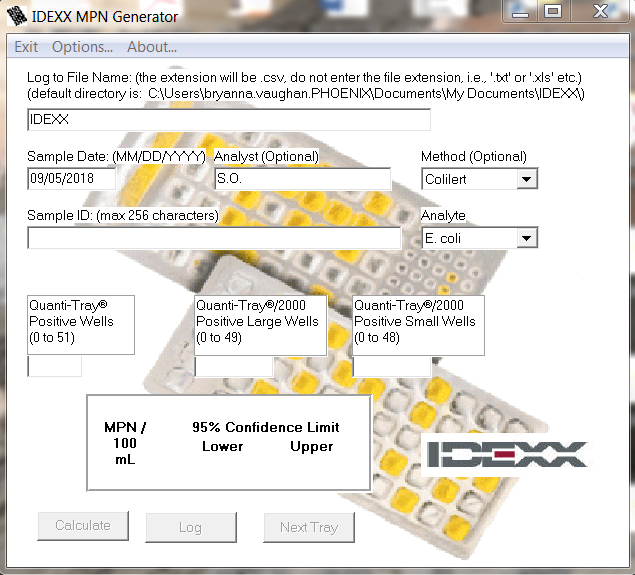 IDEXX MPN Generator
Exit Options... About...
Log to File Name: (the extension will be .csv, do not enter the file extension, i.e., '.txt' or '.xls' etc.)
(default directory is: C:\Users\bryanna.vaughan.PHOENIX\Documents\My Documents\IDEXX\)
IDEXX
Sample Date: (MM/DD/YYYY) Analyst (Optional) Method (Optional)
09/05/2018 S.O. Colilert
Sample ID: (max 256 characters) Analyte
E. coli
Quanti-Tray®
Positive Wells
(0 to 51)
Quanti-Tray®/2000
Positive Large Wells
(0 to 49)
Quanti-Tray®/2000
Positive Small Wells
(0 to 48)
MPN /
100
mL
95% Confidence Limit
Lower Upper
IDEXX
Calculate Log Next Tray